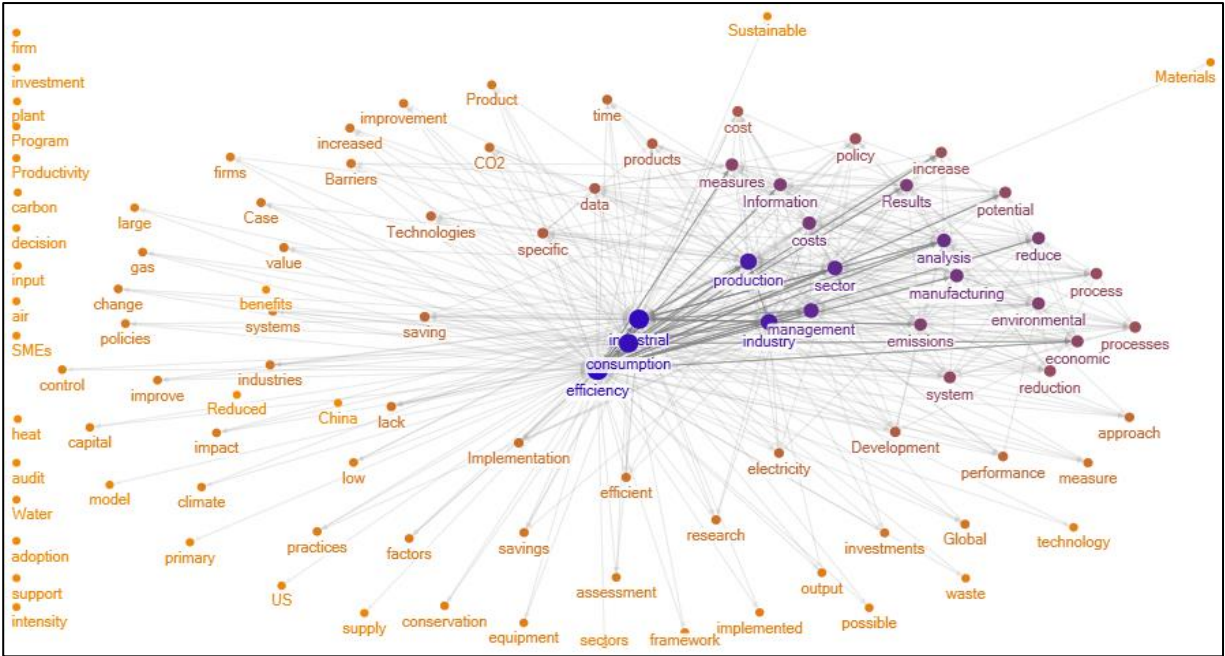 Sustainable
firm
Materials
investment
Product
plant
improvement
time
cost
increased
Program
policy
products
CO2
increase
firms
Barriers
Productivity
measures
Information
Results
carbon
data
potential
large
Case
Technologies
costs
decision
specific
value
analysis
reduce
gas
input
production
sector
process
manufacturing
change
benefits
air
environmental
systems
saving
policies
industrial
industry
management
emissions
processes
SMEs
economic
consumption
control
industries
efficiency
improve
system
reduction
Reduced
China
lack
heat
capital
impact
approach
Development
Implementation
low
electricity
performance
measure
audit
model
climate
efficient
Water
research
investments
Global
technology
practices
factors
savings
adoption
primary
support
US
assessment
output
waste
intensity
supply
conservation
equipment
sectors
framework
implemented
possible